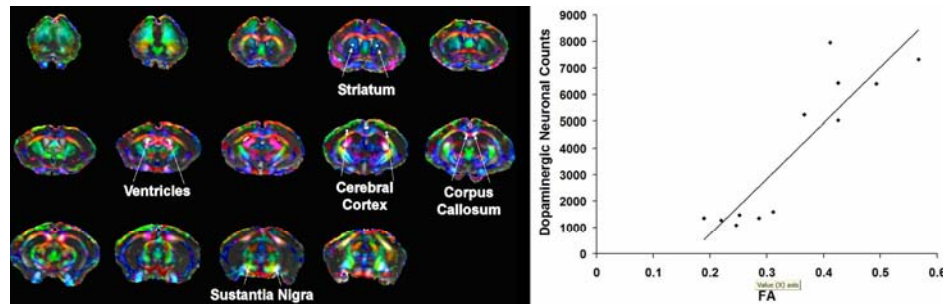 Striatum
Ventricles
Cerebral
Cortex
Corpus
Callosum
Sustantia Nigra
Dopaminergic Neuronal Counts
9000
8000
7000
6000
5000
4000
3000
2000
1000
0
0 0.1 0.2 0.3 0.4 0.5 0.6
Value (X) axis
FA